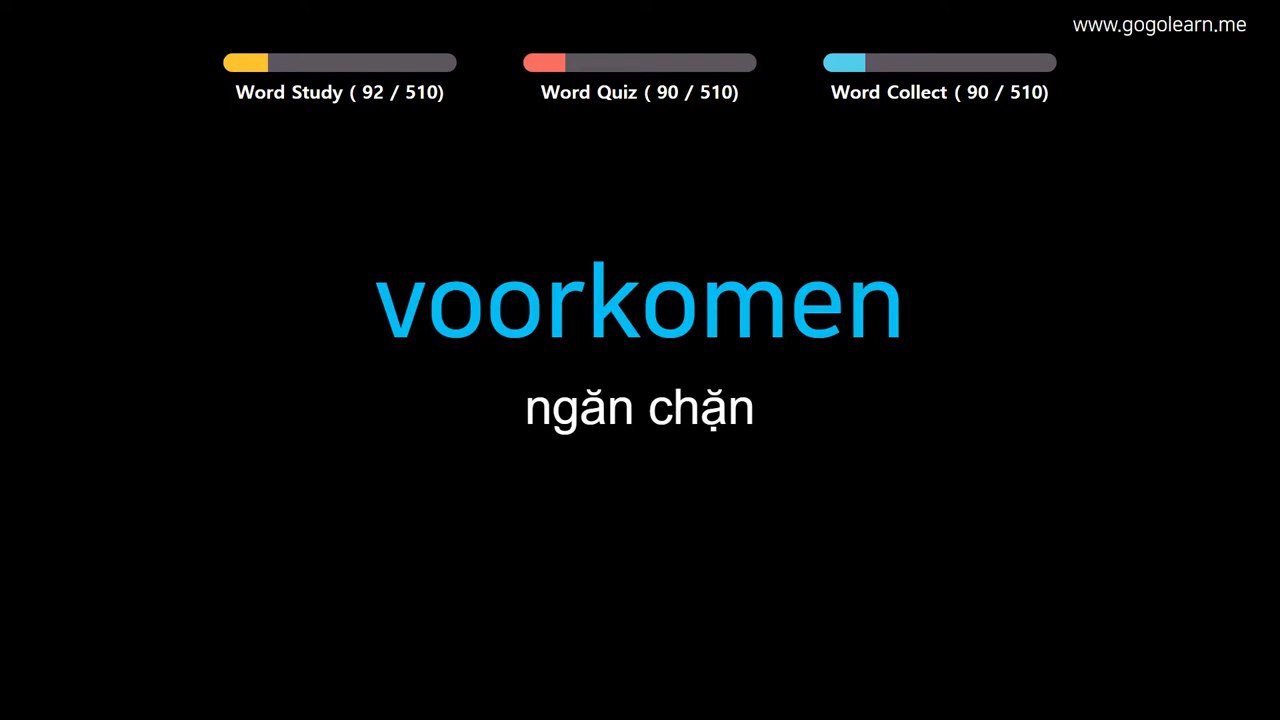 www.gogolearn.me
Word Study ( 92 / 510)
Word Quiz ( 90 / 510)
Word Collect ( 90 / 510)
voorkomen
ngăn chặn